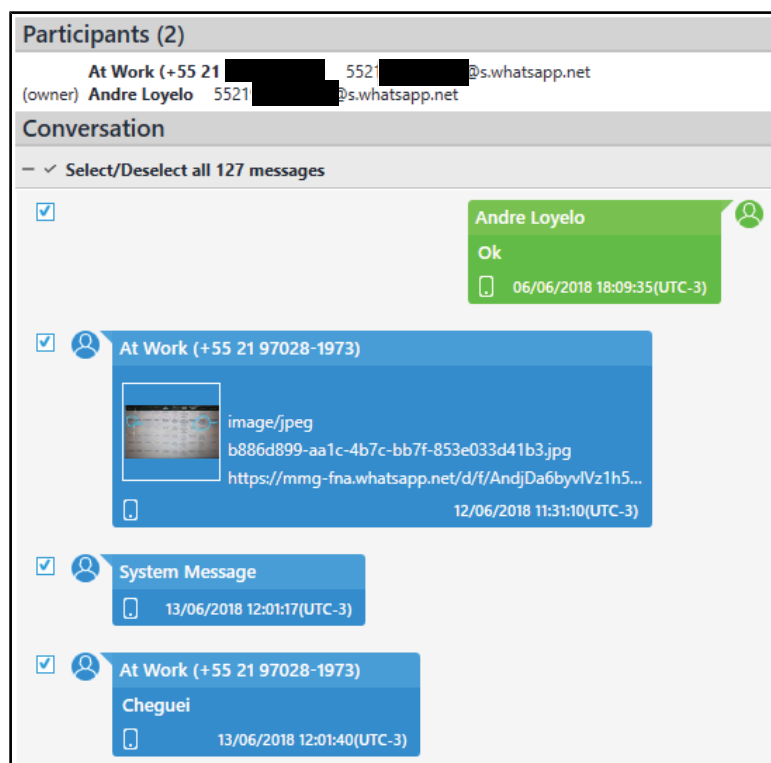 Participants (2)
At Work (+55 21 5521 @s.whatsapp.net
(owner) Andre Loyelo 5521 @s.whatsapp.net
Conversation
Select/Deselect all 127 messages
Andre Loyelo
Ok
06/06/2018 18:09:35(UTC-3)
At Work (+55 21 97028-1973)
image/jpeg
b886d899-aa1c-4b7c-bb7f-853e033d41b3.jpg
https://mmg-fna.whatsapp.net/d/f/AndjDa6byvlVz1h5...
12/06/2018 11:31:10(UTC-3)
System Message
13/06/2018 12:01:17(UTC-3)
At Work (+55 21 97028-1973)
Cheguei
13/06/2018 12:01:40(UTC-3)